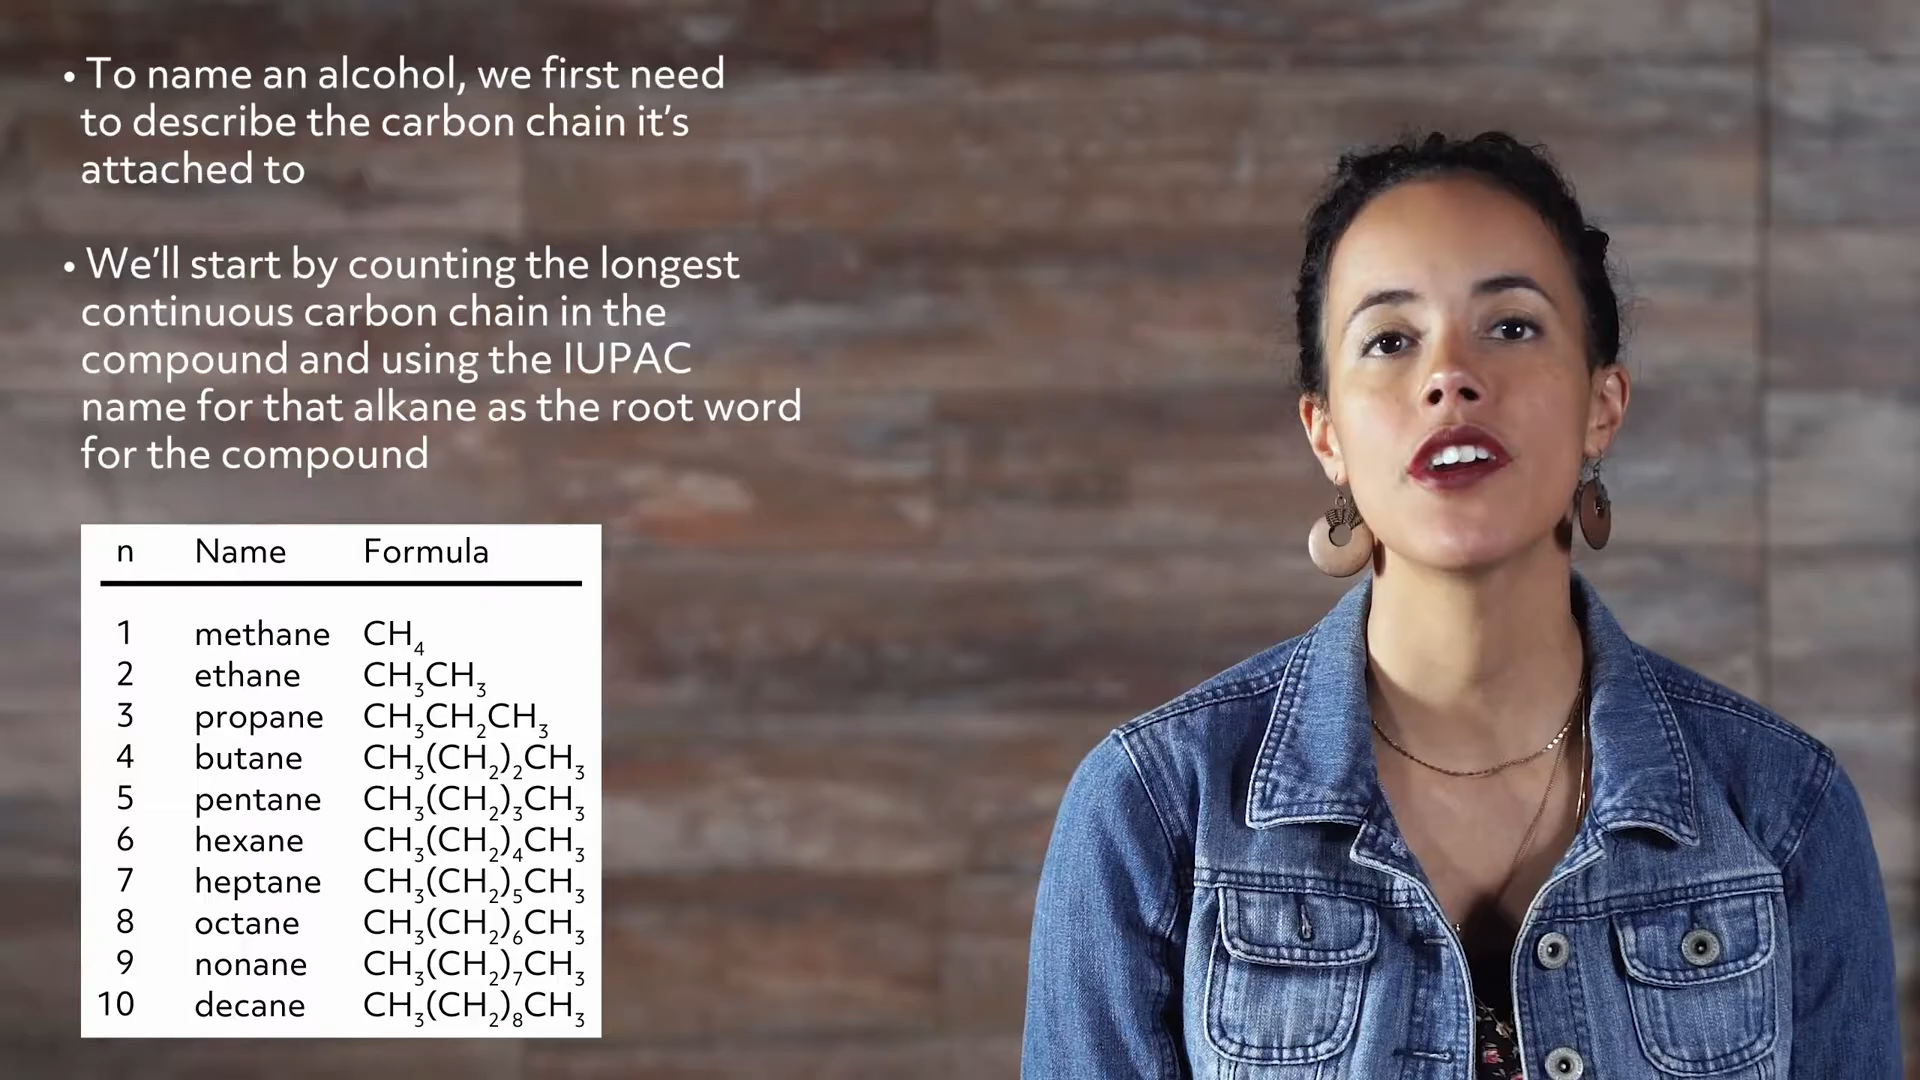 • To name an alcohol, we first need
to describe the carbon chain it's
attached to
• We'll start by counting the longest
continuous carbon chain in the
compound and using the IUPAC
name for that alkane as the root word
for the compound
n Name Formula
1 methane CH₄
2 ethane CH₃CH₃
3 propane CH₃CH₂CH₃
4 butane CH₃(CH₂)₂CH₃
5 pentane CH₃(CH₂)₃CH₃
6 hexane CH₃(CH₂)₄CH₃
7 heptane CH₃(CH₂)₅CH₃
8 octane CH₃(CH₂)₆CH₃
9 nonane CH₃(CH₂)₇CH₃
10 decane CH₃(CH₂)₈CH₃